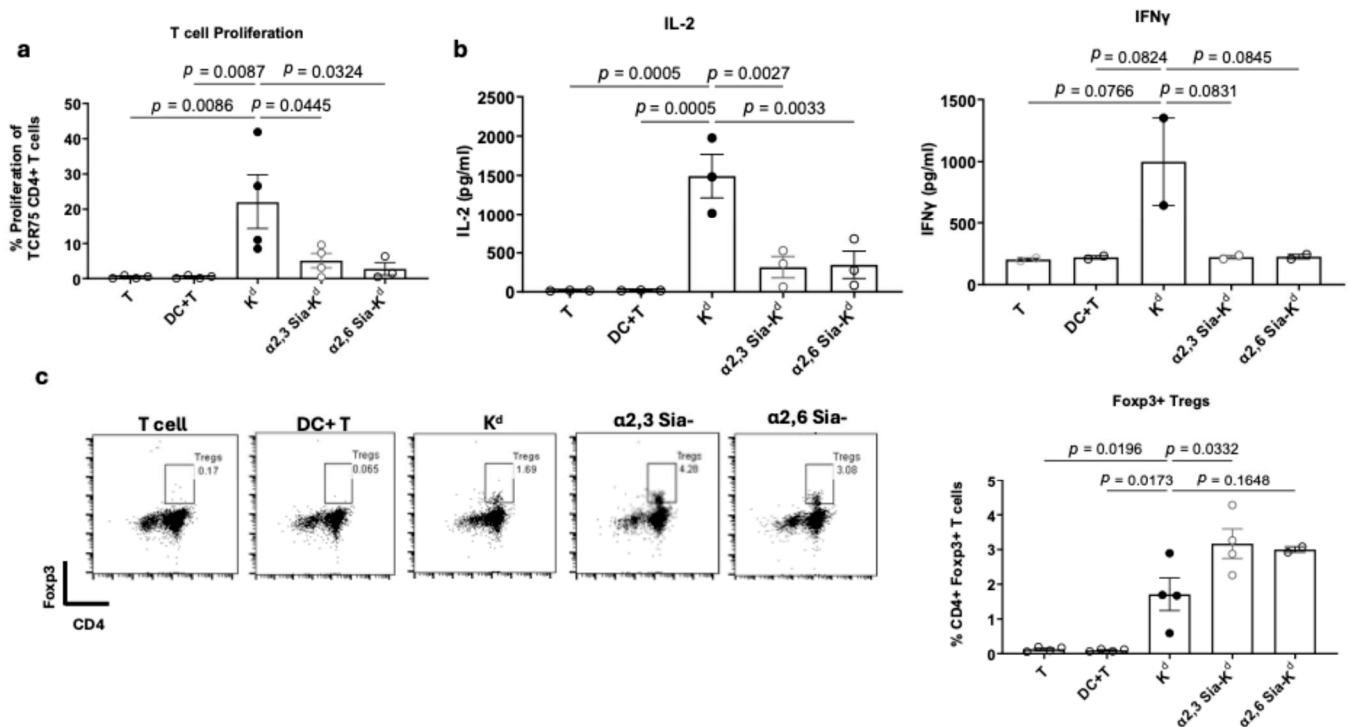 a
T cell Proliferation
p = 0.0087
p = 0.0324
p = 0.0086
p = 0.0445
% Proliferation of
TCR75 CD4+ T cells
50
40
30
20
10
0
T
DC+T
Kᵈ
α2,3 Sia-Kᵈ
α2,6 Sia-Kᵈ
b
IL-2
p = 0.0005
p = 0.0027
p = 0.0005
p = 0.0033
IL-2 (pg/ml)
2500
2000
1500
1000
500
0
T
DC+T
Kᵈ
α2,3 Sia-Kᵈ
α2,6 Sia-Kᵈ
IFNγ
p = 0.0824
p = 0.0845
p = 0.0766
p = 0.0831
IFNγ (pg/ml)
1500
1000
500
0
T
DC+T
Kᵈ
α2,3 Sia-Kᵈ
α2,6 Sia-Kᵈ
c
T cell
DC+ T
Kᵈ
α2,3 Sia-
α2,6 Sia-
Tregs
0.17
Tregs
0.065
Tregs
1.69
Tregs
4.28
Tregs
3.08
Foxp3
CD4
Foxp3+ Tregs
p = 0.0196
p = 0.0332
p = 0.0173
p = 0.1648
% CD4+ Foxp3+ T cells
5
4
3
2
1
0
T
DC+T
Kᵈ
α2,3 Sia-Kᵈ
α2,6 Sia-Kᵈ